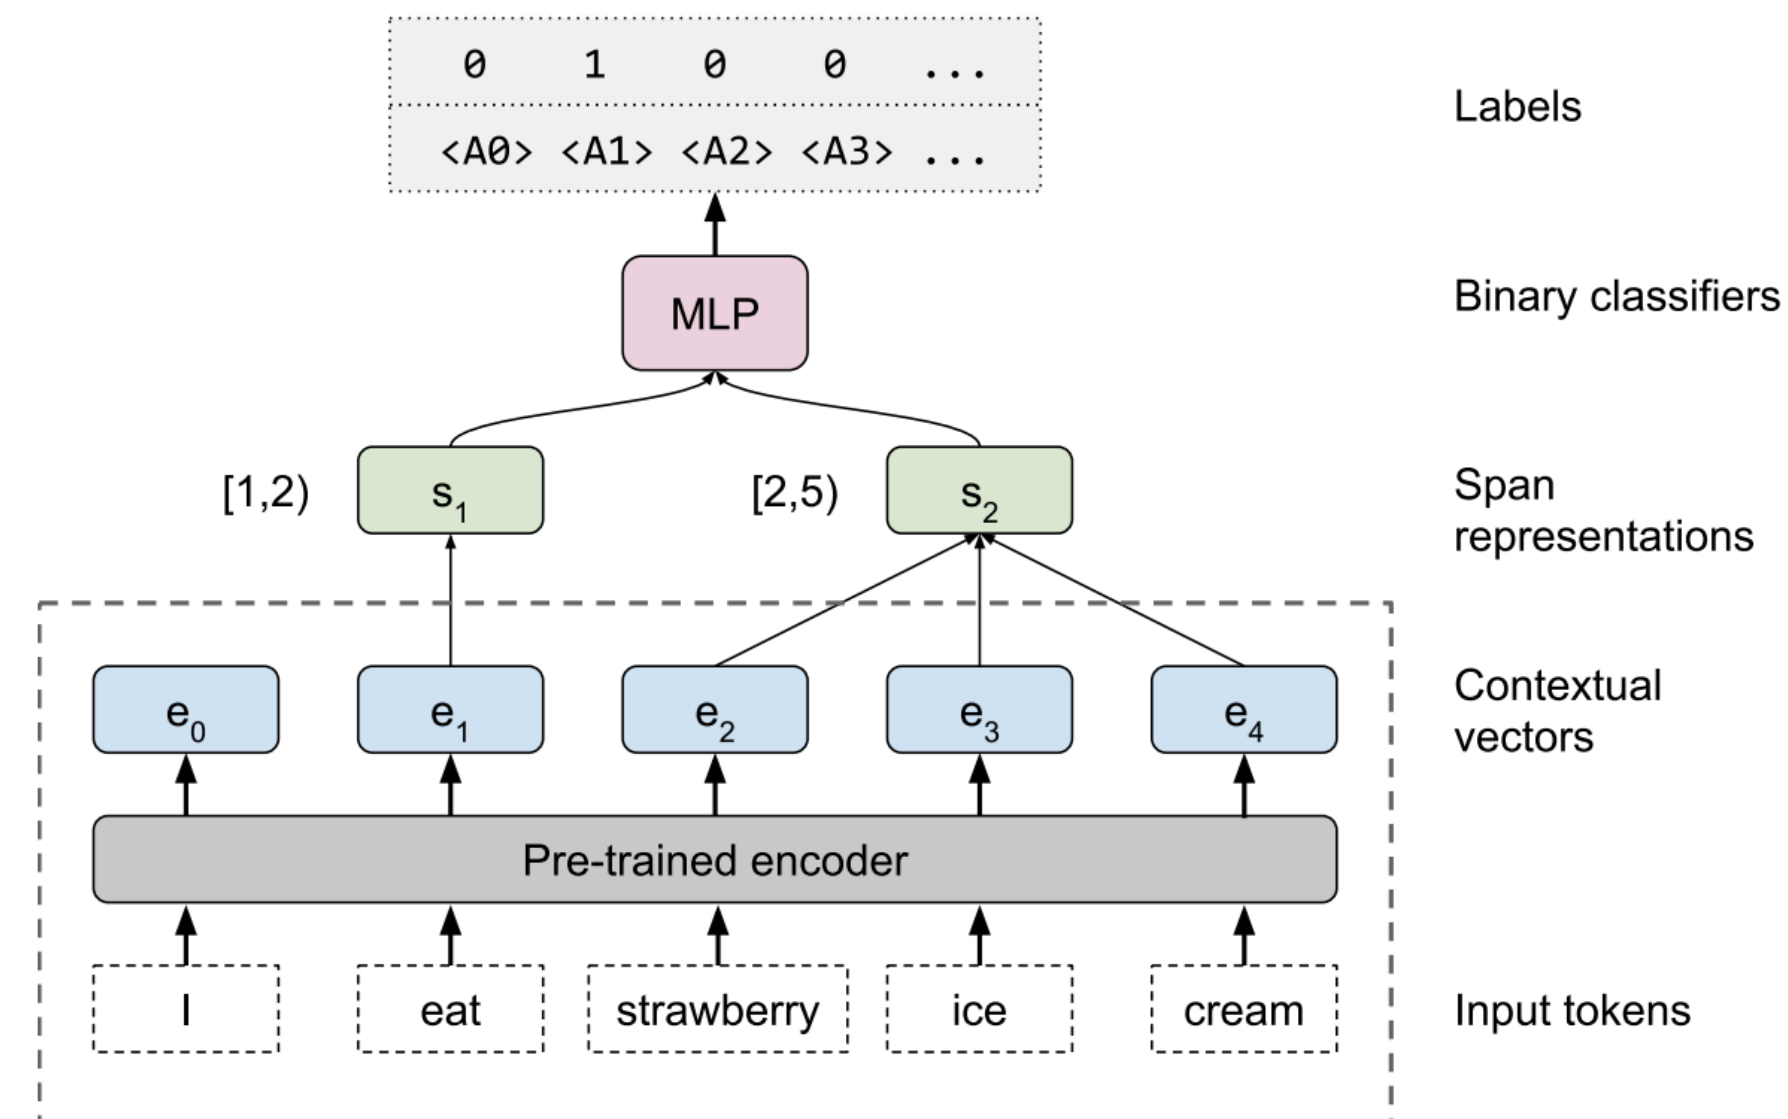 0 1 0 0 ...
<A0> <A1> <A2> <A3> ...
Labels
MLP
Binary classifiers
[1,2) s1 [2,5) s2
Span
representations
e0 e1 e2 e3 e4
Contextual
vectors
Pre-trained encoder
I eat strawberry ice cream
Input tokens